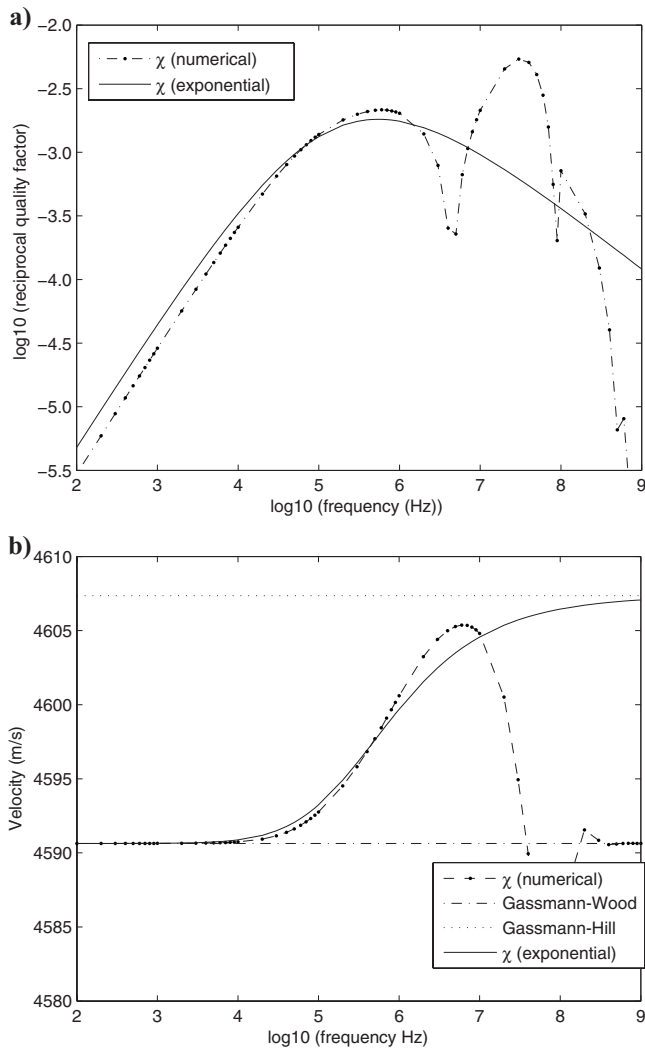 a)
−2.0
−2.5
−3.0
−3.5
−4.0
−4.5
−5.0
−5.5
log10 (reciprocal quality factor)
χ (numerical)
χ (exponential)
2 3 4 5 6 7 8 9
log10 (frequency (Hz))
b)
4610
4605
4600
4595
4590
4585
4580
Velocity (m/s)
χ (numerical)
Gassmann-Wood
Gassmann-Hill
χ (exponential)
2 3 4 5 6 7 8 9
log10 (frequency Hz)